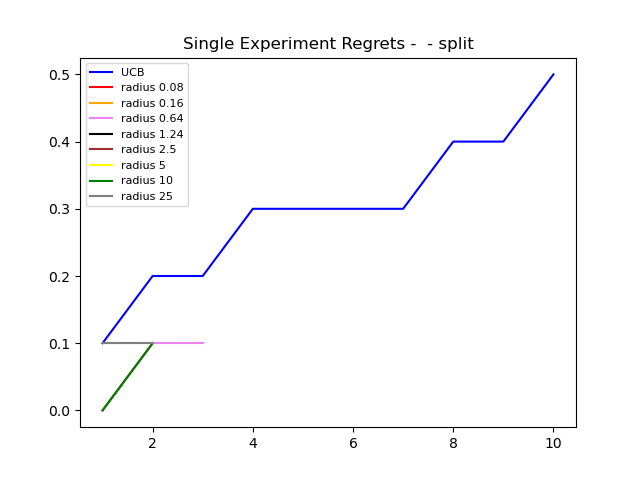 Single Experiment Regrets -  - split
UCB
radius 0.08
radius 0.16
radius 0.64
radius 1.24
radius 2.5
radius 5
radius 10
radius 25
0.5
0.4
0.3
0.2
0.1
0.0
2 4 6 8 10